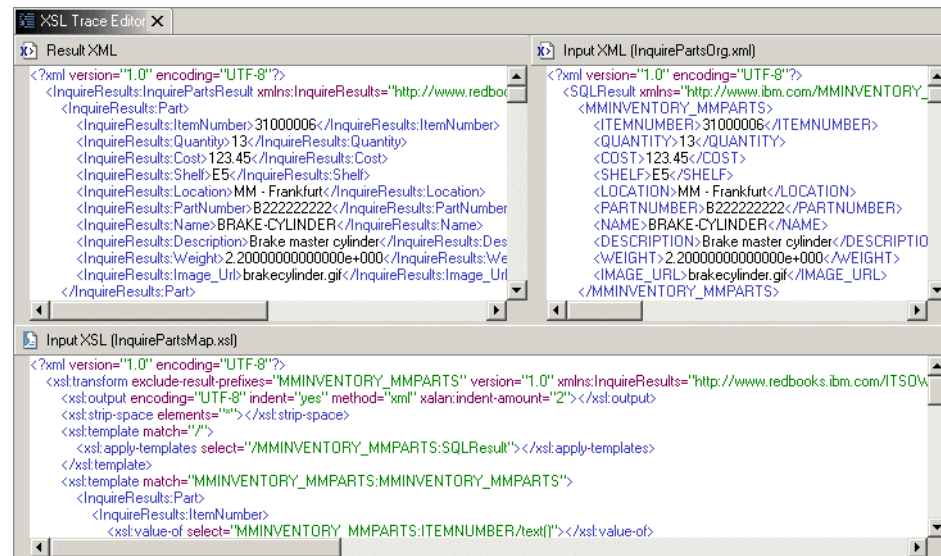 XSL Trace Editor
Result XML
<?xml version="1.0" encoding="UTF-8"?>
<InquireResults:InquirePartsResult xmlns:InquireResults="http://www.redboo
<InquireResults:Part>
<InquireResults:ItemNumber>31000006</InquireResults:ItemNumber>
<InquireResults:Quantity>13</InquireResults:Quantity>
<InquireResults:Cost>123.45</InquireResults:Cost>
<InquireResults:Shelf>E5</InquireResults:Shelf>
<InquireResults:Location>MM - Frankfurt</InquireResults:Location>
<InquireResults:PartNumber>B222222222</InquireResults:PartNumber
<InquireResults:Name>BRAKE-CYLINDER</InquireResults:Name>
<InquireResults:Description>Brake master cylinder</InquireResults:Des
<InquireResults:Weight>2.20000000000000e+000</InquireResults:We
<InquireResults:Image_Url>brakecylinder.gif</InquireResults:Image_Url
</InquireResults:Part>
Input XML (InquirePartsOrg.xml)
<?xml version="1.0" encoding="UTF-8"?>
<SQLResult xmlns="http://www.ibm.com/MMINVENTORY_
<MMINVENTORY_MMPARTS>
<ITEMNUMBER>31000006</ITEMNUMBER>
<QUANTITY>13</QUANTITY>
<COST>123.45</COST>
<SHELF>E5</SHELF>
<LOCATION>MM - Frankfurt</LOCATION>
<PARTNUMBER>B222222222</PARTNUMBER>
<NAME>BRAKE-CYLINDER</NAME>
<DESCRIPTION>Brake master cylinder</DESCRIPTIO
<WEIGHT>2.20000000000000e+000</WEIGHT>
<IMAGE_URL>brakecylinder.gif</IMAGE_URL>
</MMINVENTORY_MMPARTS>
Input XSL (InquirePartsMap.xsl)
<?xml version="1.0" encoding="UTF-8"?>
<xsl:transform exclude-result-prefixes="MMINVENTORY_MMPARTS" version="1.0" xmlns:InquireResults="http://www.redbooks.ibm.com/ITSOW
<xsl:output encoding="UTF-8" indent="yes" method="xml" xalan:indent-amount="2"></xsl:output>
<xsl:strip-space elements="*"></xsl:strip-space>
<xsl:template match="/">
<xsl:apply-templates select="/MMINVENTORY_MMPARTS:SQLResult"></xsl:apply-templates>
</xsl:template>
<xsl:template match="MMINVENTORY_MMPARTS:MMINVENTORY_MMPARTS">
<InquireResults:Part>
<InquireResults:ItemNumber>
<xsl:value-of select="MMINVENTORY_MMPARTS:ITEMNUMBER/text()"></xsl:value-of>